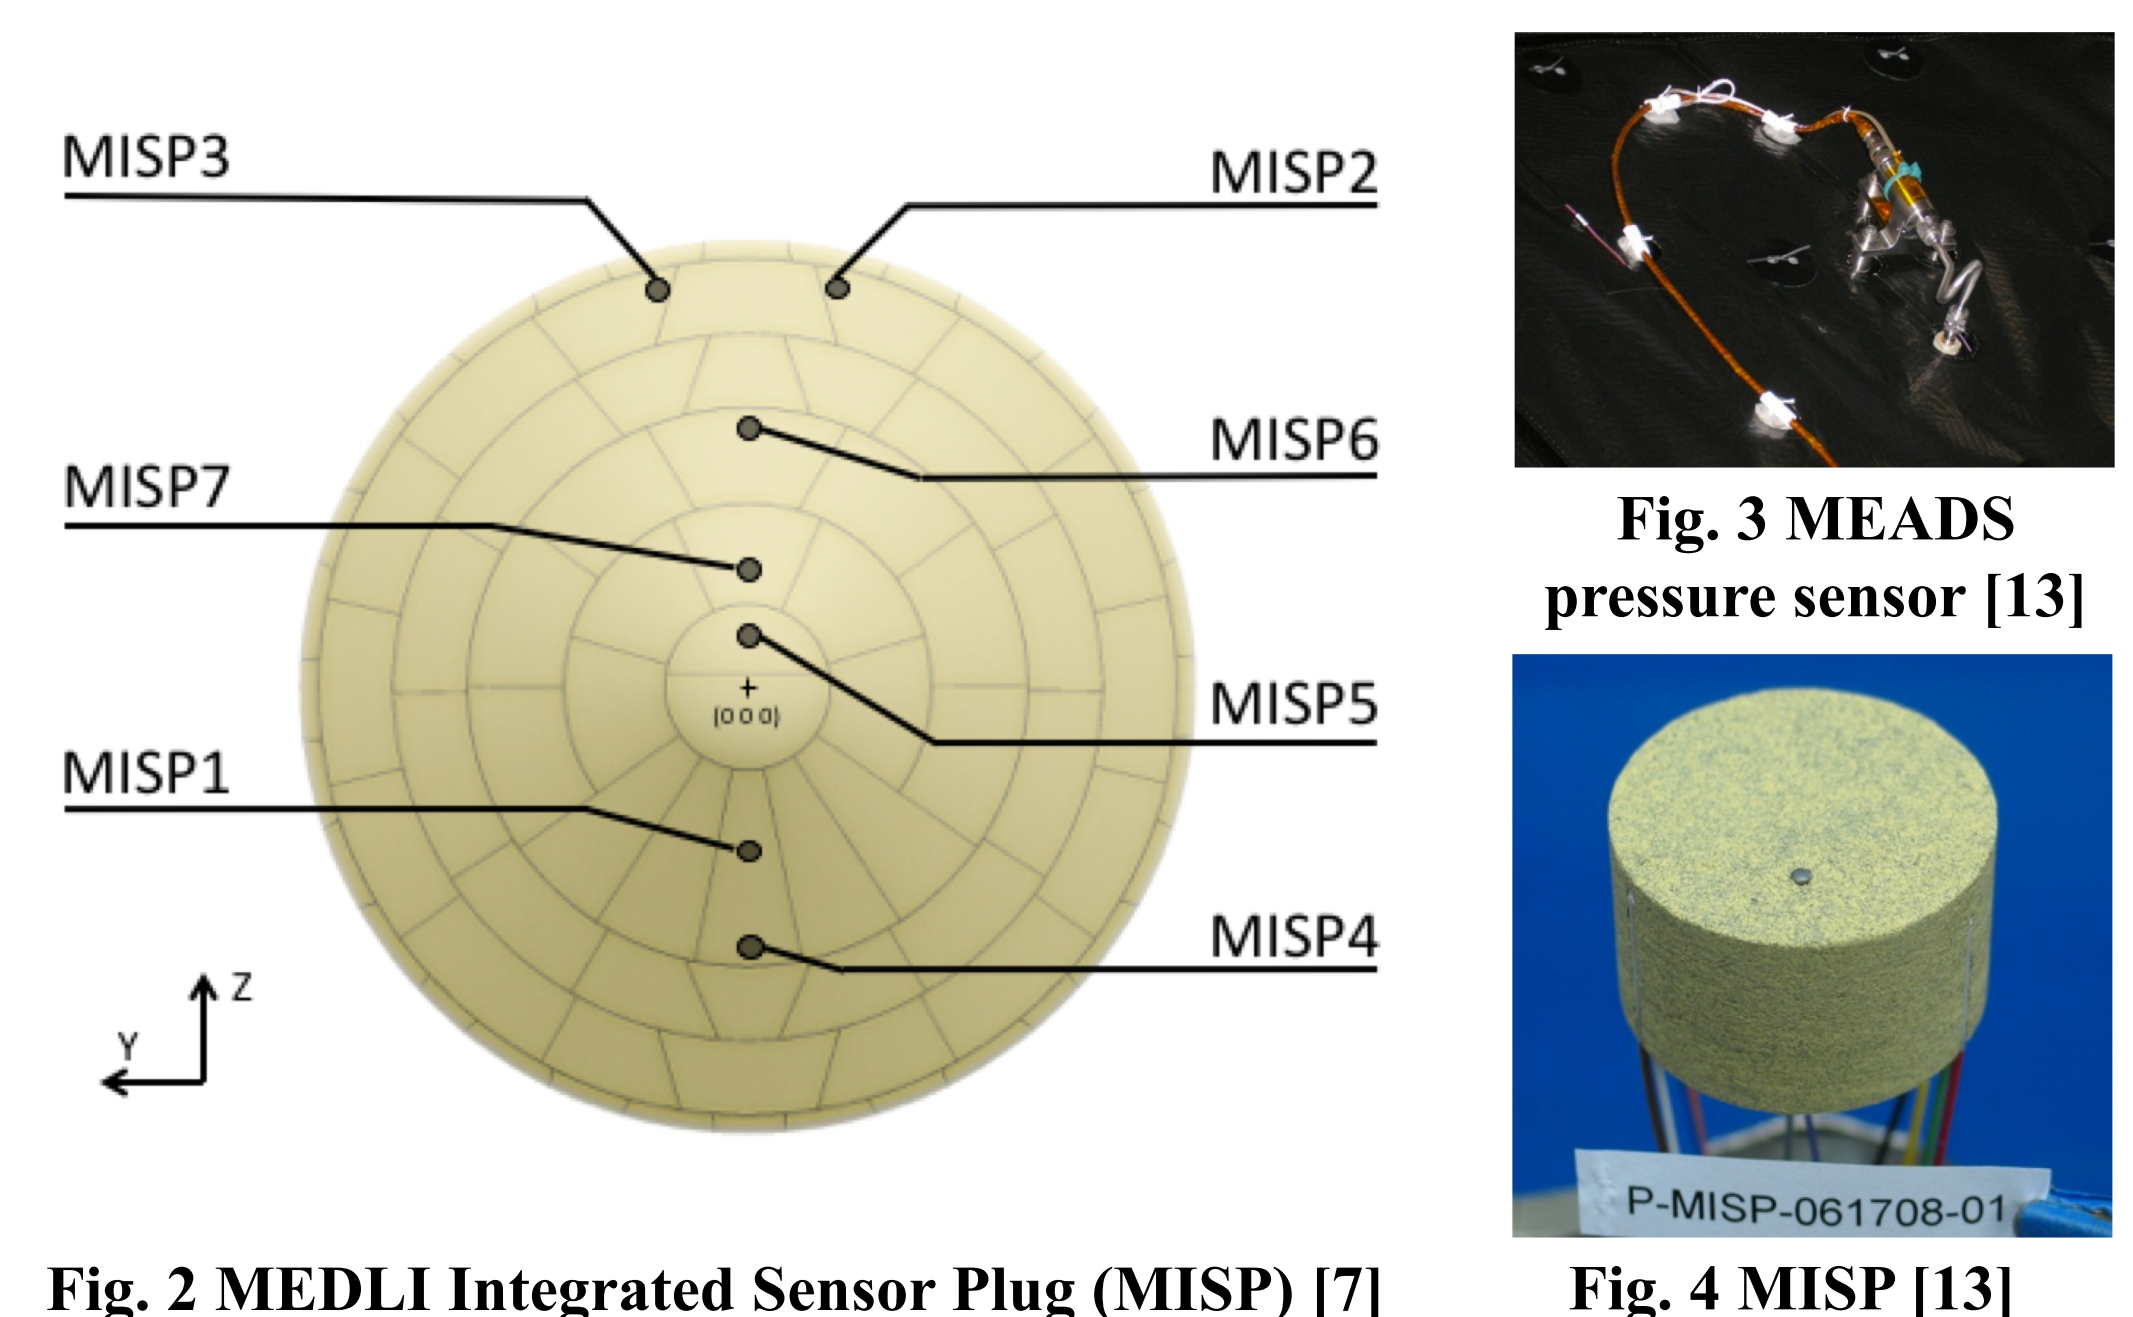 MISP3
MISP2
MISP6
MISP7
MISP5
+
(0 0 0)
MISP1
MISP4
Z
Y
Fig. 2 MEDLI Integrated Sensor Plug (MISP) [7]
Fig. 3 MEADS
pressure sensor [13]
P-MISP-061708-01
Fig. 4 MISP [13]